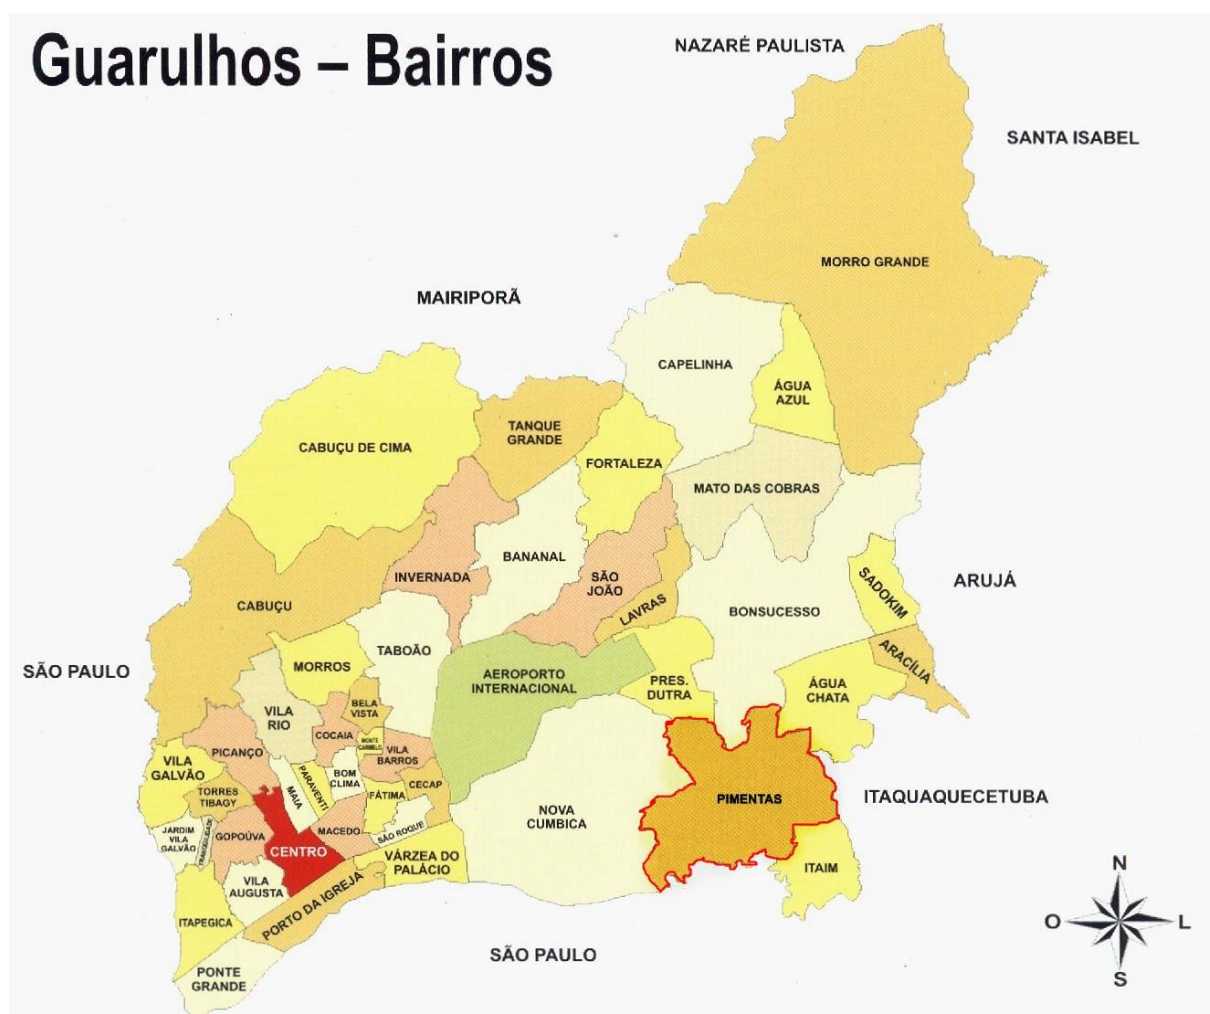 Guarulhos – Bairros
NAZARÉ PAULISTA
SANTA ISABEL
MORRO GRANDE
MAIRIPORÃ
CAPELINHA
ÁGUA
AZUL
CABUÇU DE CIMA
TANQUE
GRANDE
FORTALEZA
MATO DAS COBRAS
BANANAL
INVERNADA
SÃO
JOÃO
SADOKIM
ARUJÁ
CABUÇU
LAVRAS
BONSUCESSO
SÃO PAULO
MORROS
TABOÃO
AEROPORTO
INTERNACIONAL
PRES.
DUTRA
ÁGUA
CHATA
ARACÍLIA
VILA
RIO
BELA
VISTA
COCAIA
MONTE
CARMELO
VILA
BARROS
PICANÇO
VILA
GALVÃO
TORRES
TIBAGY
MAIA
PARAVENTI
BOM
CLIMA
FÁTIMA
CECAP
NOVA
CUMBICA
PIMENTAS
ITAQUAQUECETUBA
JARDIM
VILA
GALVÃO
TRANQUILIDADE
GOPOÚVA
CENTRO
MACEDO
SÃO ROQUE
VÁRZEA DO
PALÁCIO
ITAIM
VILA
AUGUSTA
PORTO DA IGREJA
ITAPEGICA
PONTE
GRANDE
SÃO PAULO
N
O
L
S